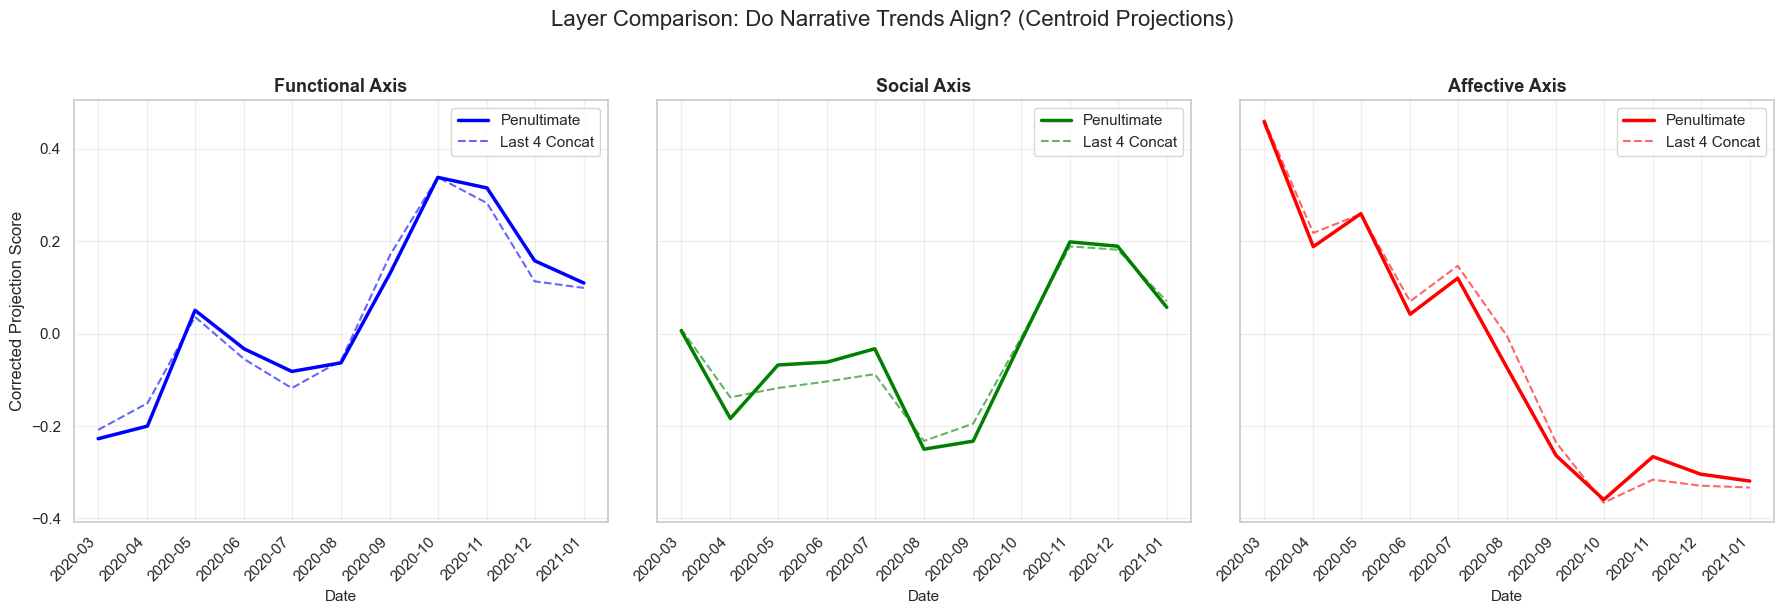 Layer Comparison: Do Narrative Trends Align? (Centroid Projections)
Functional Axis
Penultimate
Last 4 Concat
Corrected Projection Score
0.4
0.2
0.0
−0.2
−0.4
2020-03
2020-04
2020-05
2020-06
2020-07
2020-08
2020-09
2020-10
2020-11
2020-12
2021-01
Date
Social Axis
Penultimate
Last 4 Concat
2020-03
2020-04
2020-05
2020-06
2020-07
2020-08
2020-09
2020-10
2020-11
2020-12
2021-01
Date
Affective Axis
Penultimate
Last 4 Concat
2020-03
2020-04
2020-05
2020-06
2020-07
2020-08
2020-09
2020-10
2020-11
2020-12
2021-01
Date